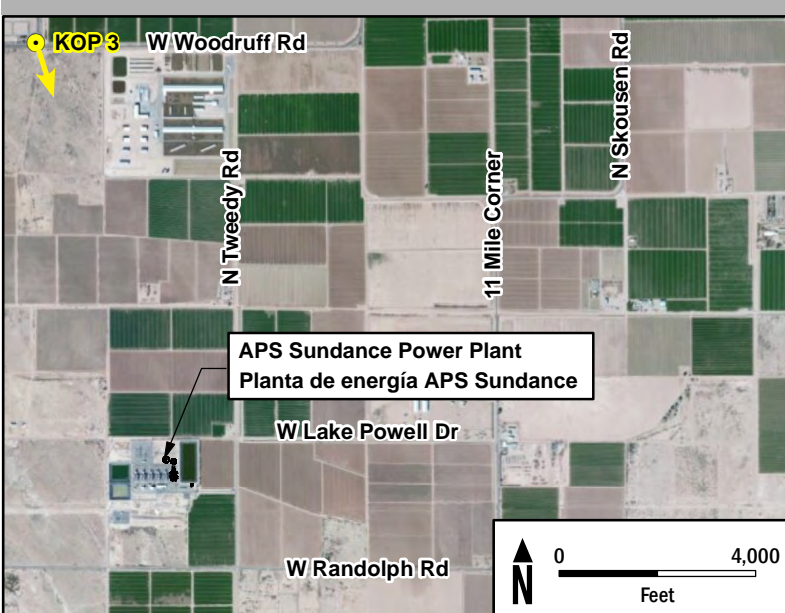 KOP 3
W Woodruff Rd
N Skousen Rd
N Tweedy Rd
11 Mile Corner
APS Sundance Power Plant
Planta de energía APS Sundance
W Lake Powell Dr
W Randolph Rd
N
0 4,000
Feet